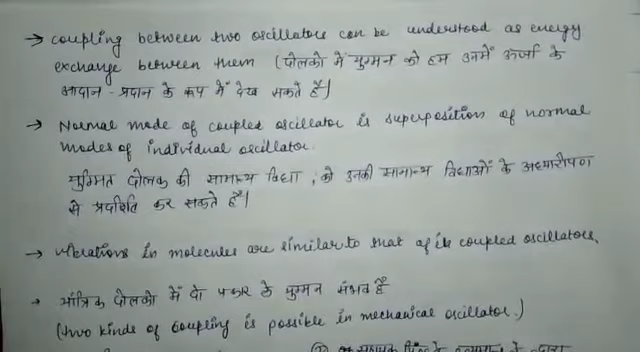 → coupling between two oscillators can be understood as energy
exchange between them (दोलको में युग्मन को हम उनमें ऊर्जा के
आदान - प्रदान के रूप में देख सकते हैं।)
→ Normal mode of coupled oscillator is superposition of normal
modes of individual oscillator.
युग्मित दोलक की सामान्य विधा, को उनकी सामान्य विधाओं के अध्यारोपण
से प्रदर्शित कर सकते हैं।
→ vibrations in molecules are similar to that of coupled oscillators.
→ यांत्रिक दोलको में दो प्रकार के युग्मन संभव है
(two kinds of coupling is possible in mechanical oscillator.)
के द्वारा